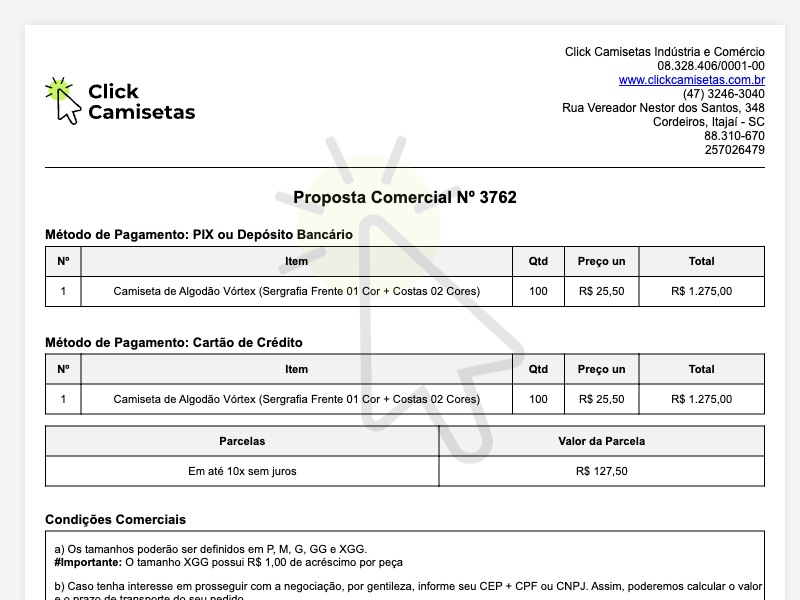 Click
Camisetas
Click Camisetas Indústria e Comércio
08.328.406/0001-00
www.clickcamisetas.com.br
(47) 3246-3040
Rua Vereador Nestor dos Santos, 348
Cordeiros, Itajaí - SC
88.310-670
257026479
Proposta Comercial Nº 3762
Método de Pagamento: PIX ou Depósito Bancário
Nº Item Qtd Preço un Total
1 Camiseta de Algodão Vórtex (Sergrafia Frente 01 Cor + Costas 02 Cores) 100 R$ 25,50 R$ 1.275,00
Método de Pagamento: Cartão de Crédito
Nº Item Qtd Preço un Total
1 Camiseta de Algodão Vórtex (Sergrafia Frente 01 Cor + Costas 02 Cores) 100 R$ 25,50 R$ 1.275,00
Parcelas Valor da Parcela
Em até 10x sem juros R$ 127,50
Condições Comerciais
a) Os tamanhos poderão ser definidos em P, M, G, GG e XGG.
#Importante: O tamanho XGG possui R$ 1,00 de acréscimo por peça
b) Caso tenha interesse em prosseguir com a negociação, por gentileza, informe seu CEP + CPF ou CNPJ. Assim, poderemos calcular o valor
e o prazo de transporte do seu pedido.